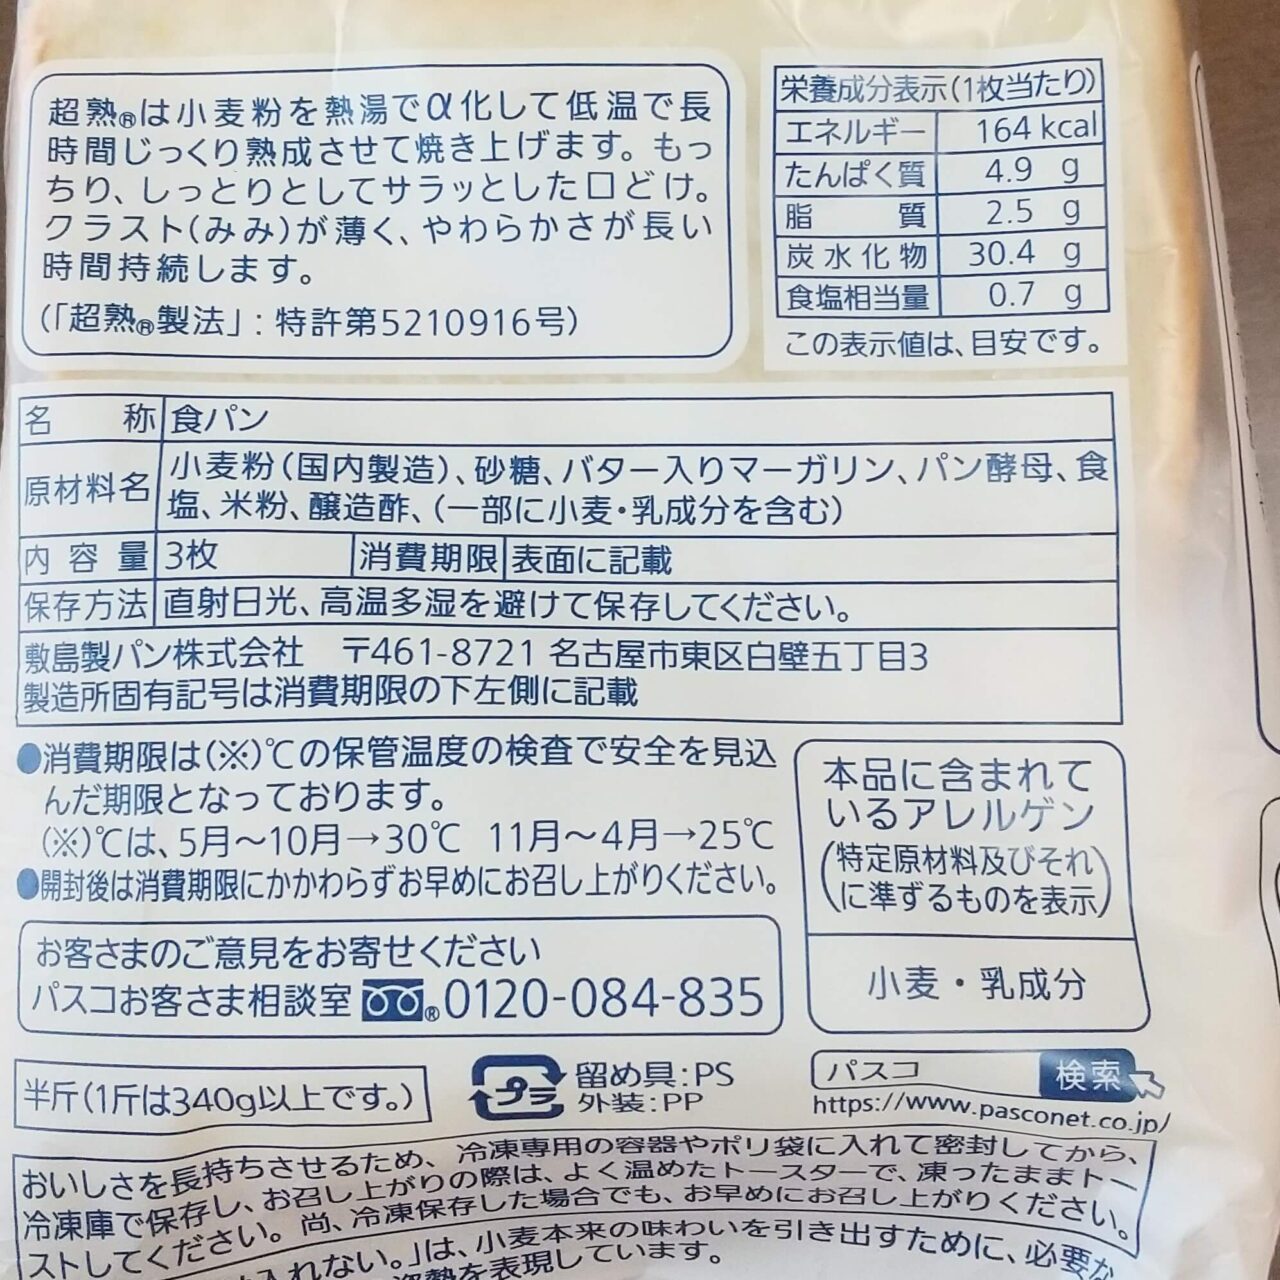 超熟®は小麦粉を熱湯でα化して低温で長
時間じっくり熟成させて焼き上げます。もっ
ちり、しっとりとしてサラッとした口どけ。
クラスト(みみ)が薄く、やわらかさが長い
時間持続します。
(「超熟®製法」: 特許第5210916号)
栄養成分表示(1枚当たり)
エネルギー 164 kcal
たんぱく質 4.9 g
脂質 2.5 g
炭水化物 30.4 g
食塩相当量 0.7 g
この表示値は、目安です。
名称 食パン
原材料名 小麦粉(国内製造)、砂糖、バター入りマーガリン、パン酵母、食
塩、米粉、醸造酢、(一部に小麦・乳成分を含む)
内容量 3枚 消費期限 表面に記載
保存方法 直射日光、高温多湿を避けて保存してください。
敷島製パン株式会社 〒461-8721 名古屋市東区白壁五丁目3
製造所固有記号は消費期限の下左側に記載
●消費期限は(※)℃の保管温度の検査で安全を見込
んだ期限となっております。
(※)℃は、5月〜10月→30℃ 11月〜4月→25℃
●開封後は消費期限にかかわらずお早めにお召し上がりください。
本品に含まれて
いるアレルゲン
(特定原材料及びそれ
に準ずるものを表示)
小麦・乳成分
お客さまのご意見をお寄せください
パスコお客さま相談室 ®0120-084-835
半斤(1斤は340g以上です。)
プラ
留め具:PS
外装:PP
パスコ 検索
https://www.pasconet.co.jp/
おいしさを長持ちさせるため、冷凍専用の容器やポリ袋に入れて密封してから、
冷凍庫で保存し、お召し上がりの際は、よく温めたトースターで、凍ったままトー
ストしてください。尚、冷凍保存した場合でも、お早めにお召し上がりください。
入れない。」は、小麦本来の味わいを引き出すために、必要か
姿勢を表現しています。